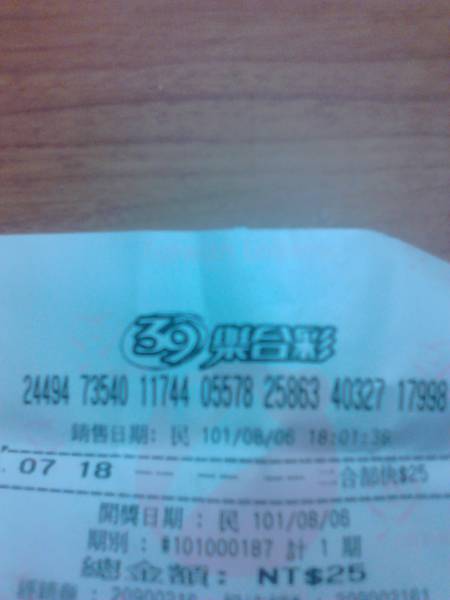 39樂合彩
24494 73540 11744 05578 25863 40327 17998
銷售日期: 民 101/08/06 18:01:39
. 07 18 -- -- -- 二合 $25
開獎日期 : 民 101/08/06
期別 : #101000187 計 1 期
總金額: NT$25